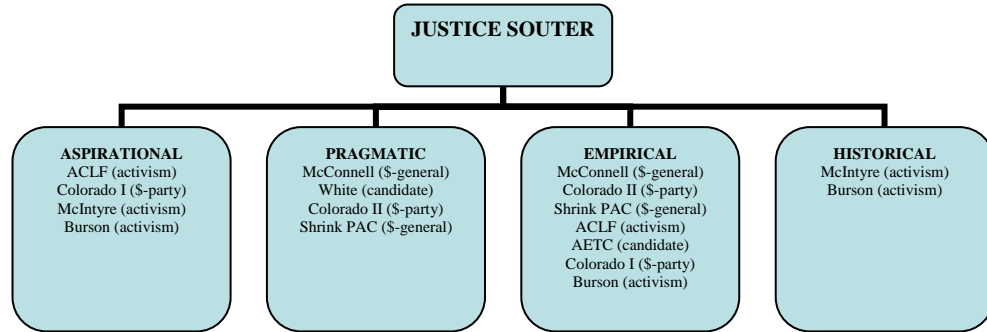 JUSTICE SOUTER
ASPIRATIONAL
ACLF (activism)
Colorado I ($-party)
McIntyre (activism)
Burson (activism)
PRAGMATIC
McConnell ($-general)
White (candidate)
Colorado II ($-party)
Shrink PAC ($-general)
EMPIRICAL
McConnell ($-general)
Colorado II ($-party)
Shrink PAC ($-general)
ACLF (activism)
AETC (candidate)
Colorado I ($-party)
Burson (activism)
HISTORICAL
McIntyre (activism)
Burson (activism)